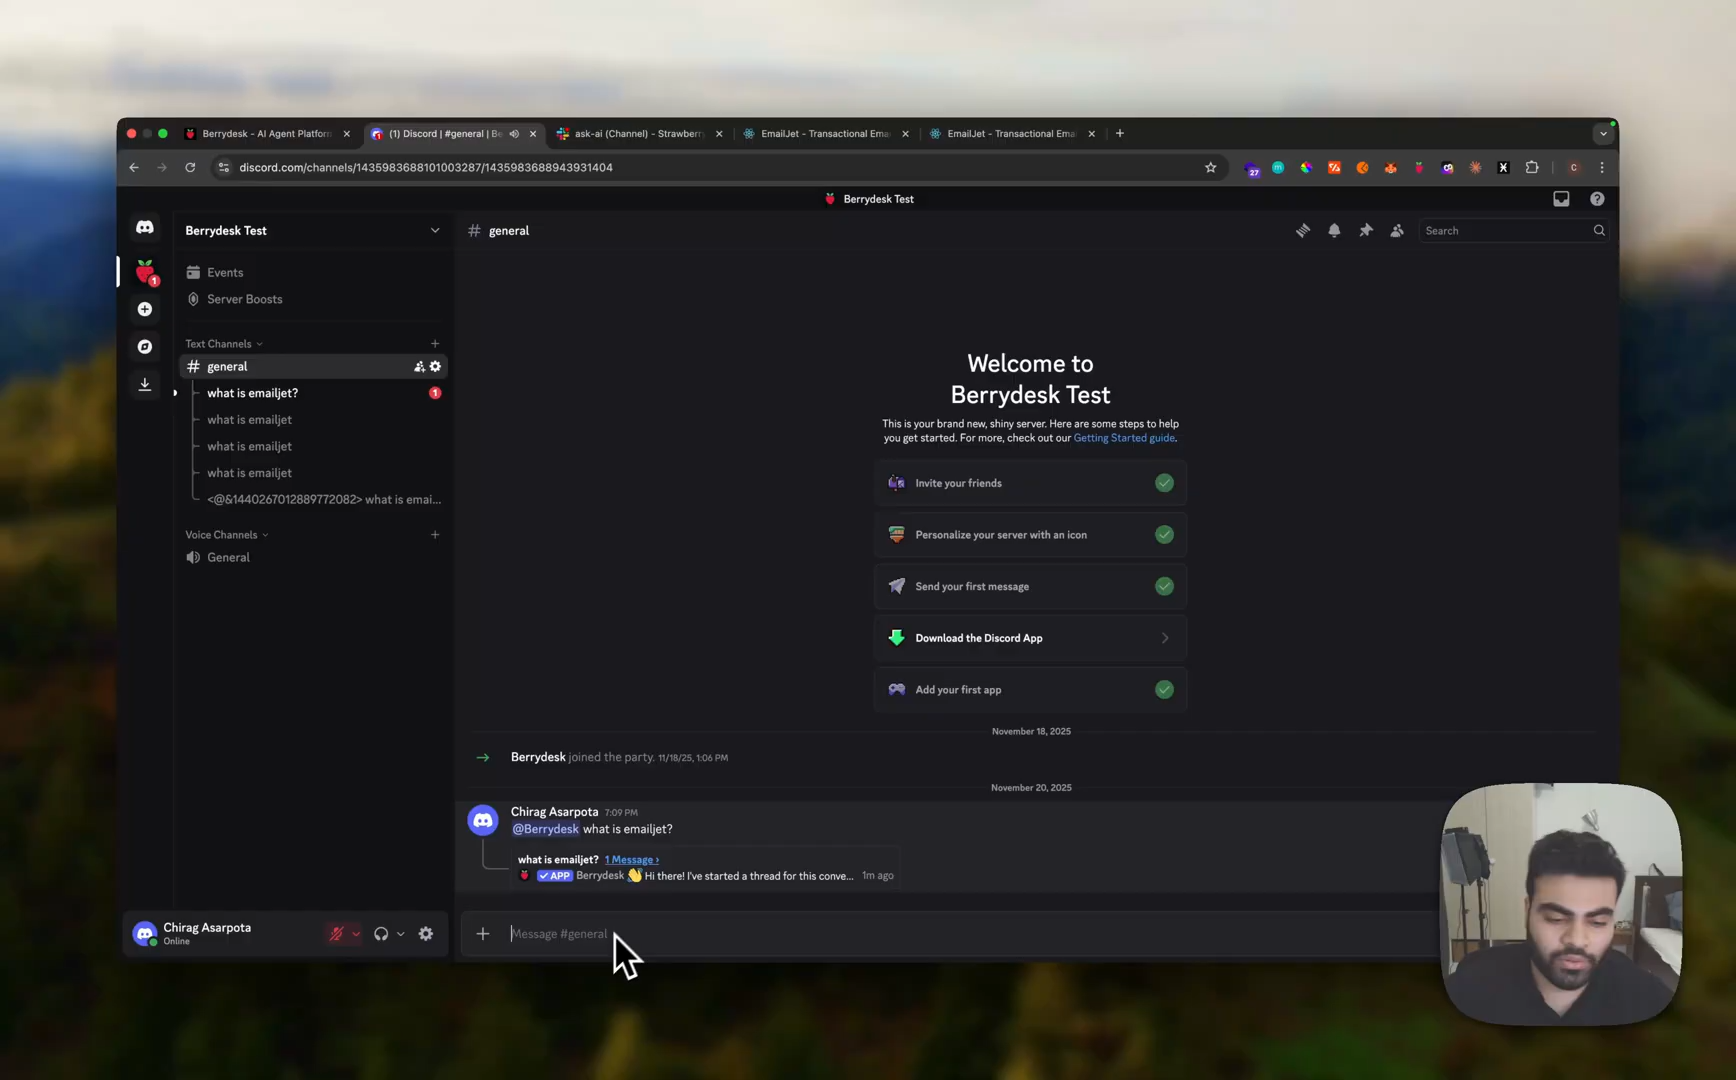 Berrydesk - AI Agent Platform
(1) Discord | #general | Be
ask-ai (Channel) - Strawberry
EmailJet - Transactional Ema
EmailJet - Transactional Ema
discord.com/channels/1435983688101003287/1435983688943931404
27
C
Berrydesk Test
Berrydesk Test
# general
Search
1
Events
Server Boosts
Text Channels
# general
what is emailjet?
1
what is emailjet
what is emailjet
what is emailjet
<@&1440267012889772082> what is emai...
Voice Channels
General
Welcome to
Berrydesk Test
This is your brand new, shiny server. Here are some steps to help
you get started. For more, check out our Getting Started guide.
Invite your friends
Personalize your server with an icon
Send your first message
Download the Discord App
Add your first app
November 18, 2025
Berrydesk joined the party. 11/18/25, 1:06 PM
November 20, 2025
Chirag Asarpota 7:09 PM
@Berrydesk what is emailjet?
what is emailjet? 1 Message ›
✓ APP Berrydesk 👋 Hi there! I've started a thread for this conve... 1m ago
Chirag Asarpota
Online
Message #general